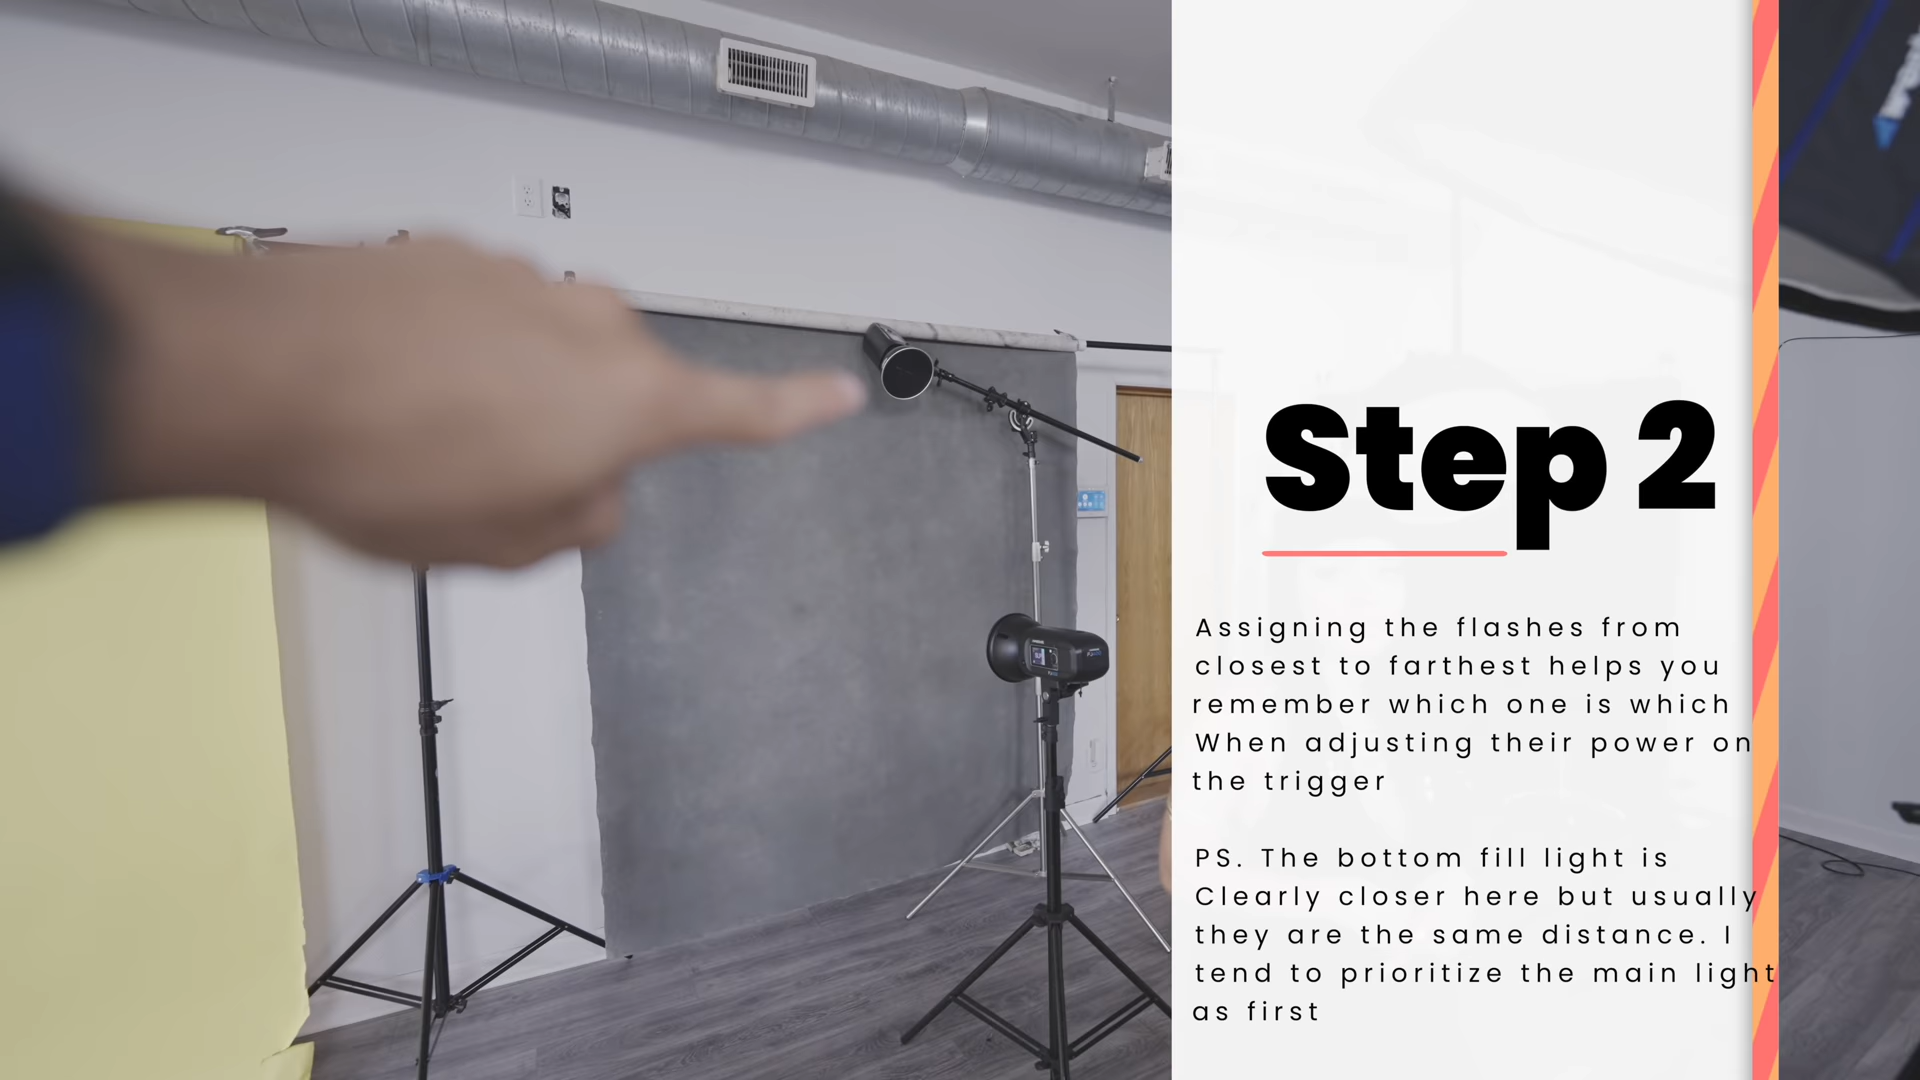 Step 2
Assigning the flashes from
closest to farthest helps you
remember which one is which
When adjusting their power on
the trigger
PS. The bottom fill light is
Clearly closer here but usually
they are the same distance. I
tend to prioritize the main light
as first